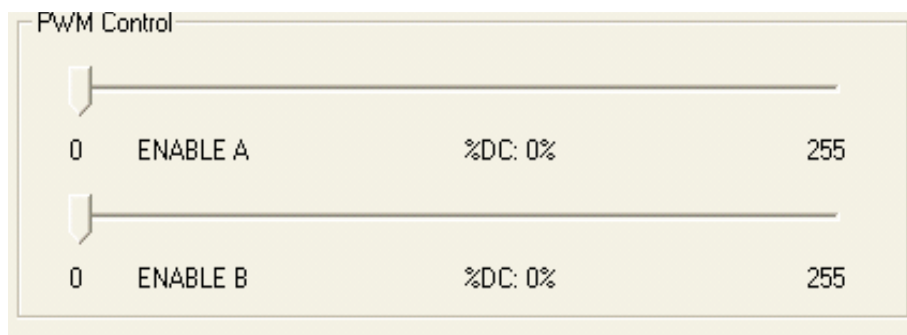 PWM Control
0 ENABLE A %DC: 0% 255
0 ENABLE B %DC: 0% 255